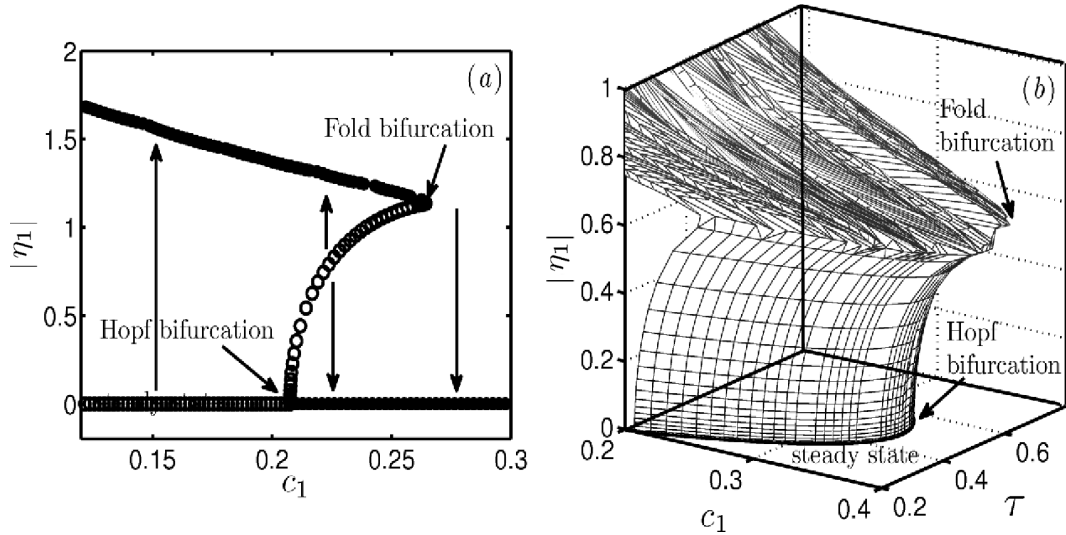 2
(a)
Fold bifurcation
1.5
|η₁|
1
0.5
Hopf bifurcation
0
0.15
0.2
0.25
0.3
c₁
1
(b)
Fold
bifurcation
0.8
0.6
|η₁|
0.4
Hopf
bifurcation
0.2
0
steady state
0.2
0.3
0.4
c₁
0.2
0.4
0.6
τ